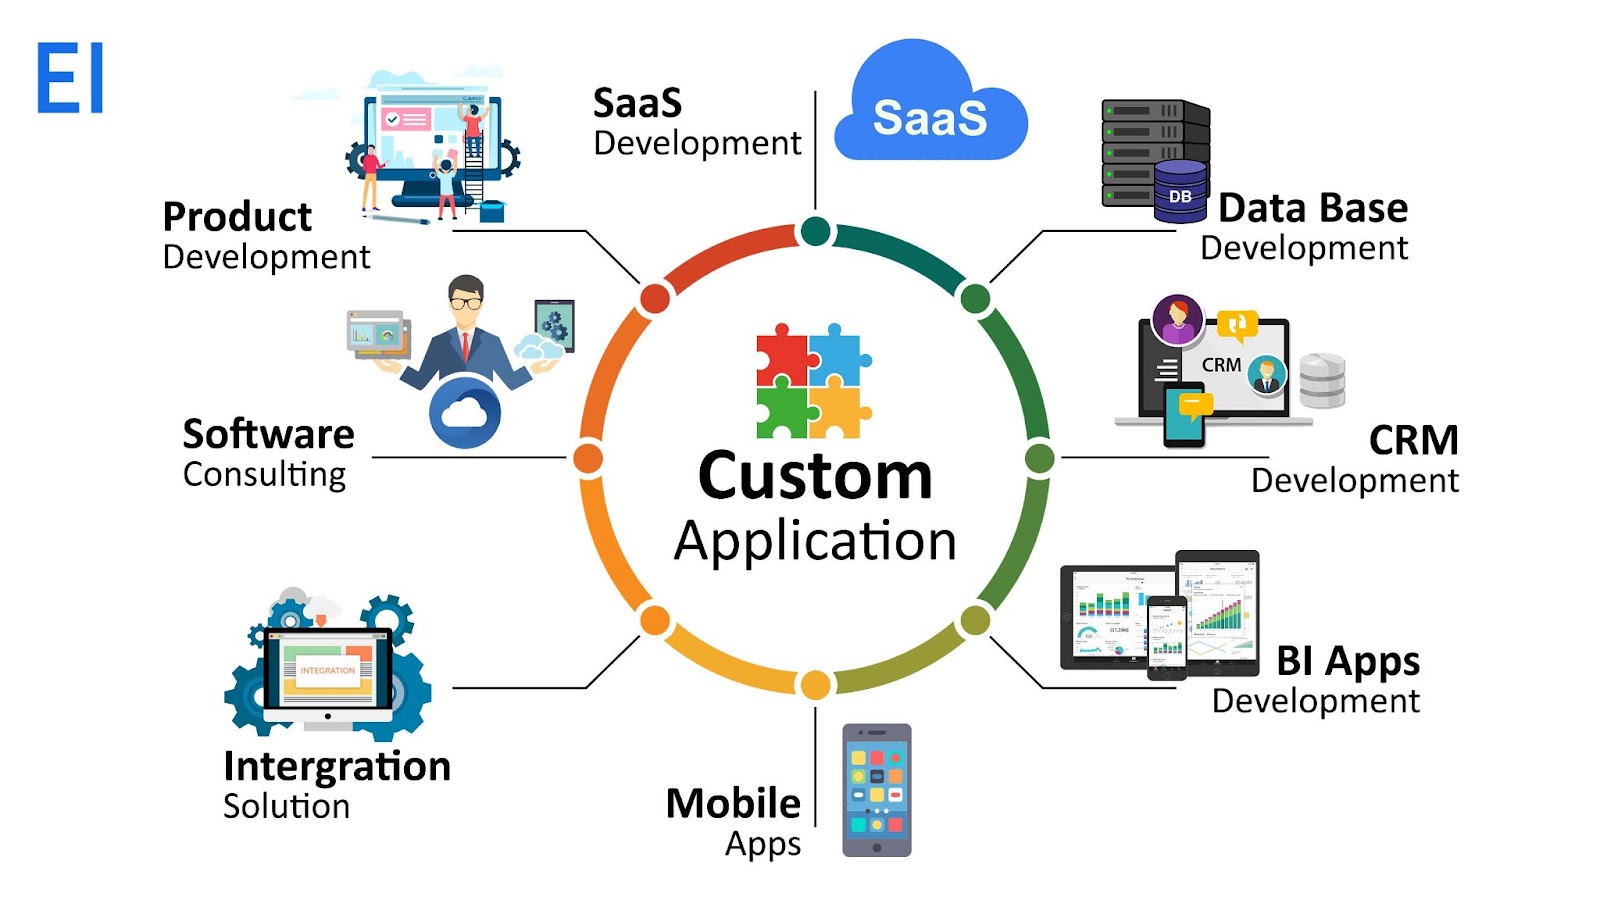 EI
SaaS
Development
SaaS
DB
Data Base
Development
Product
Development
CRM
CRM
Development
Software
Consulting
Custom
Application
BI Apps
Development
INTEGRATION
Intergration
Solution
Mobile
Apps